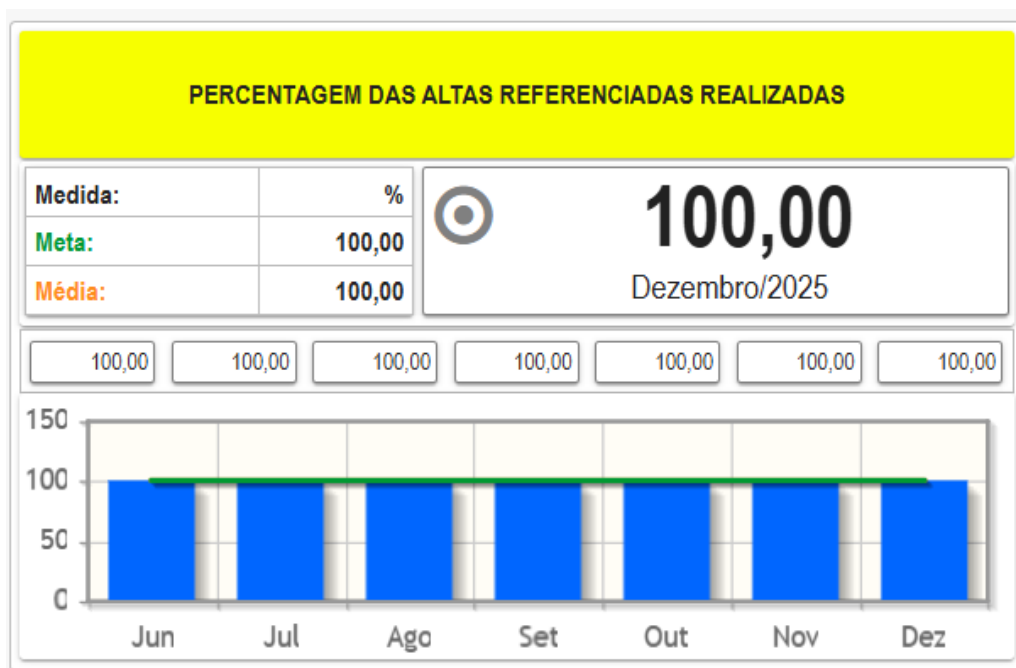 PERCENTAGEM DAS ALTAS REFERENCIADAS REALIZADAS
Medida: %
Meta: 100,00
Média: 100,00
100,00
Dezembro/2025
100,00 100,00 100,00 100,00 100,00 100,00 100,00
150
100
50
0
Jun Jul Ago Set Out Nov Dez